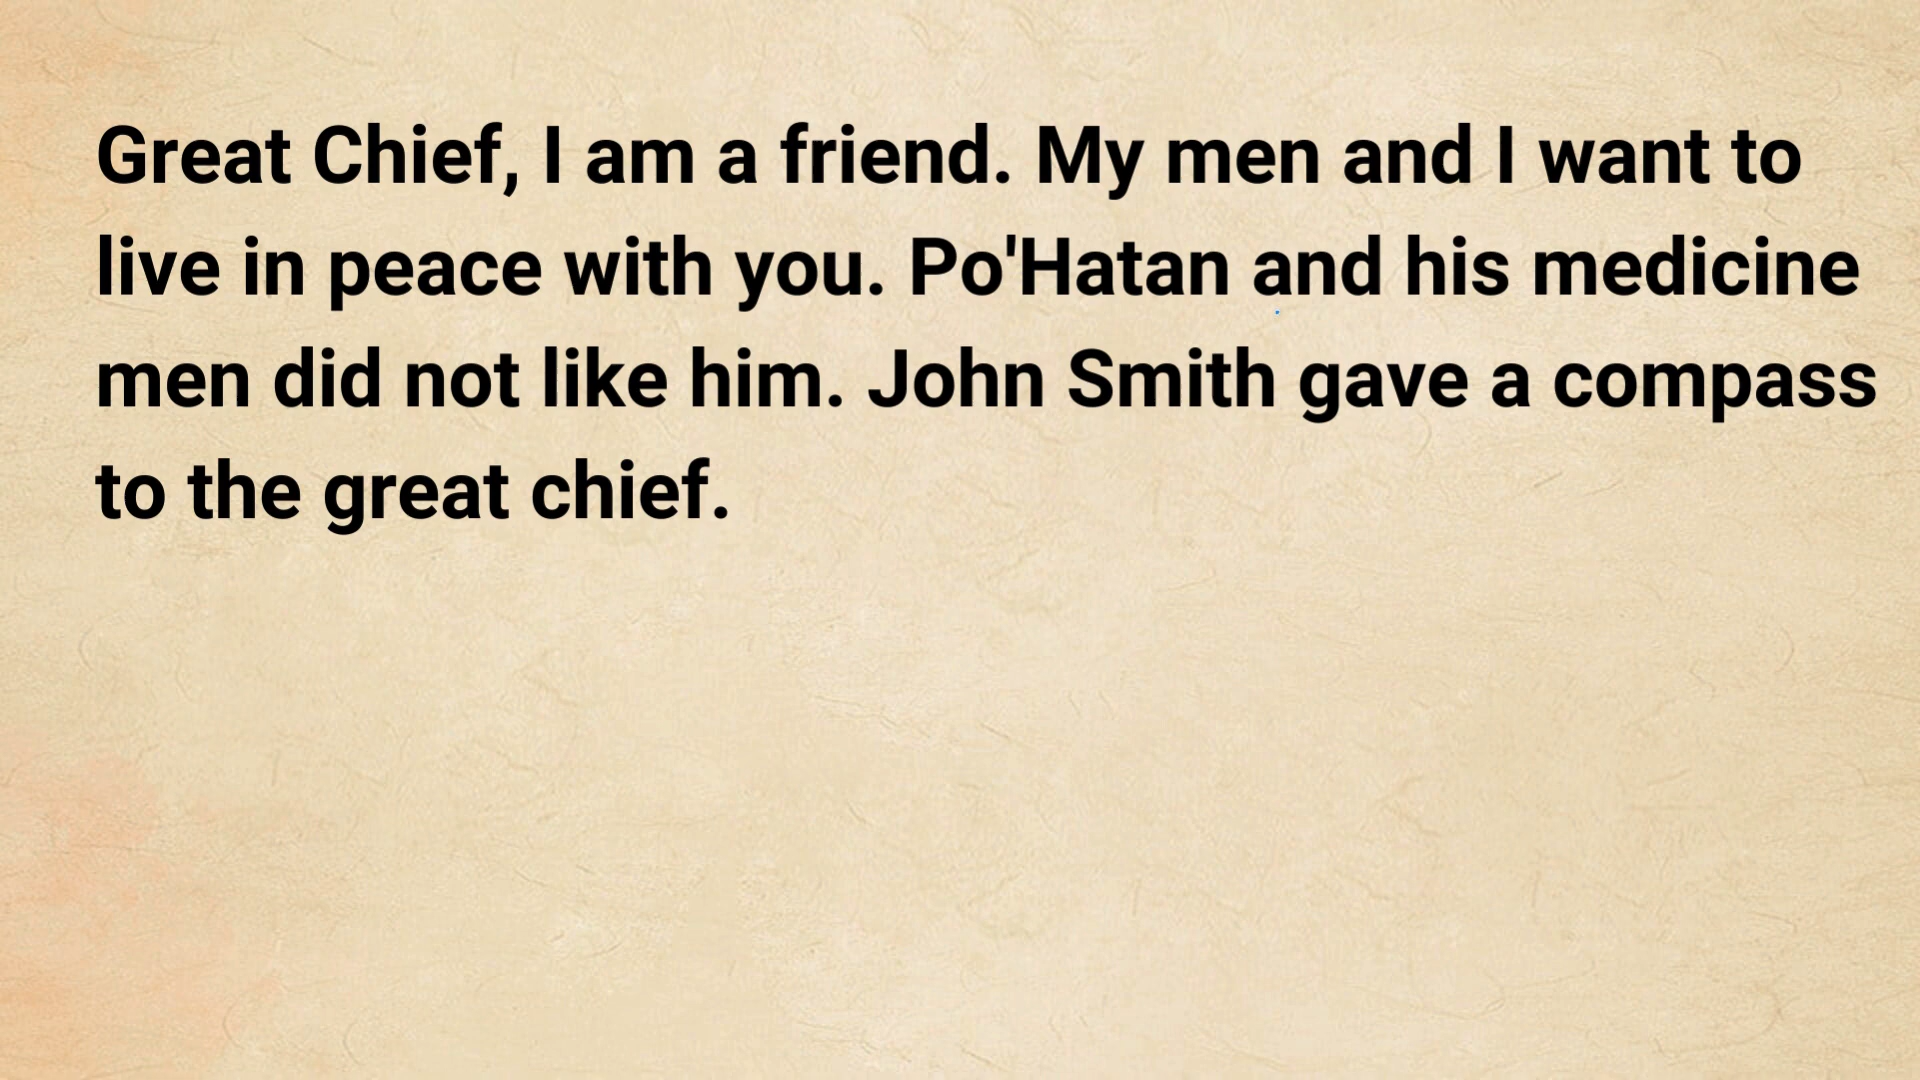 Great Chief, I am a friend. My men and I want to
live in peace with you. Po'Hatan and his medicine
men did not like him. John Smith gave a compass
to the great chief.